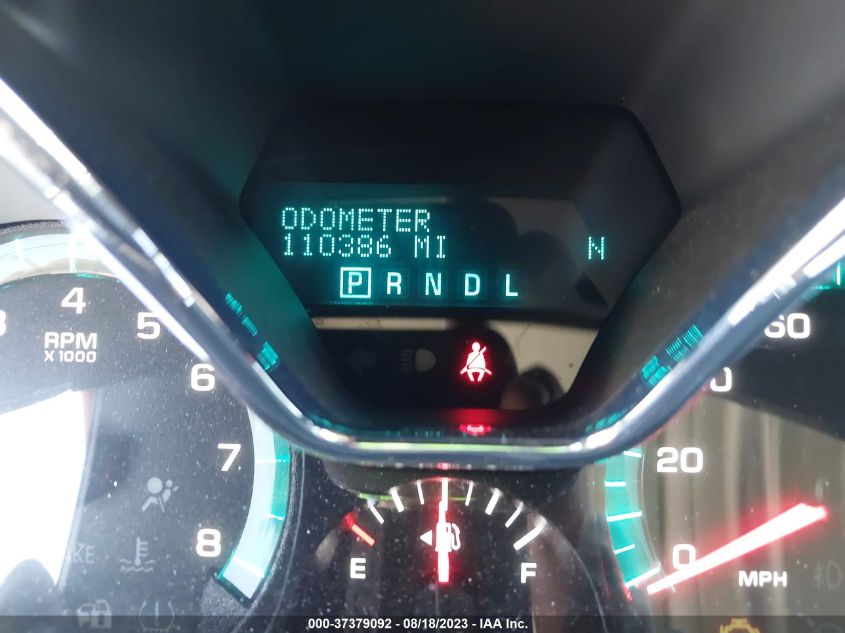 ODOMETER
110386 MI N
P R N D L
4
5
6
7
8
RPM
X 1000
E F
60
20
0
MPH
000-37379092 - 08/18/2023 - IAA Inc.